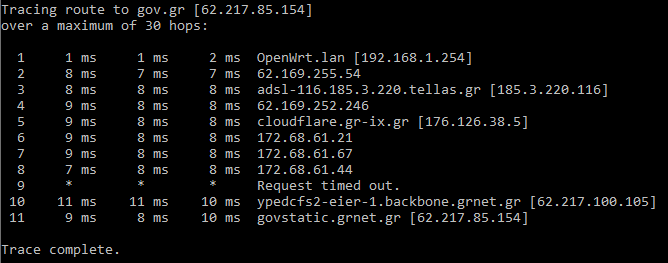 Tracing route to gov.gr [62.217.85.154]
over a maximum of 30 hops:
1 1 ms 1 ms 2 ms OpenWrt.lan [192.168.1.254]
2 8 ms 7 ms 7 ms 62.169.255.54
3 8 ms 8 ms 8 ms adsl-116.185.3.220.tellas.gr [185.3.220.116]
4 9 ms 8 ms 8 ms 62.169.252.246
5 9 ms 8 ms 8 ms cloudflare.gr-ix.gr [176.126.38.5]
6 9 ms 8 ms 8 ms 172.68.61.21
7 9 ms 8 ms 8 ms 172.68.61.67
8 7 ms 8 ms 8 ms 172.68.61.44
9 * * * Request timed out.
10 11 ms 11 ms 10 ms ypedcfs2-eier-1.backbone.grnet.gr [62.217.100.105]
11 9 ms 8 ms 10 ms govstatic.grnet.gr [62.217.85.154]
Trace complete.